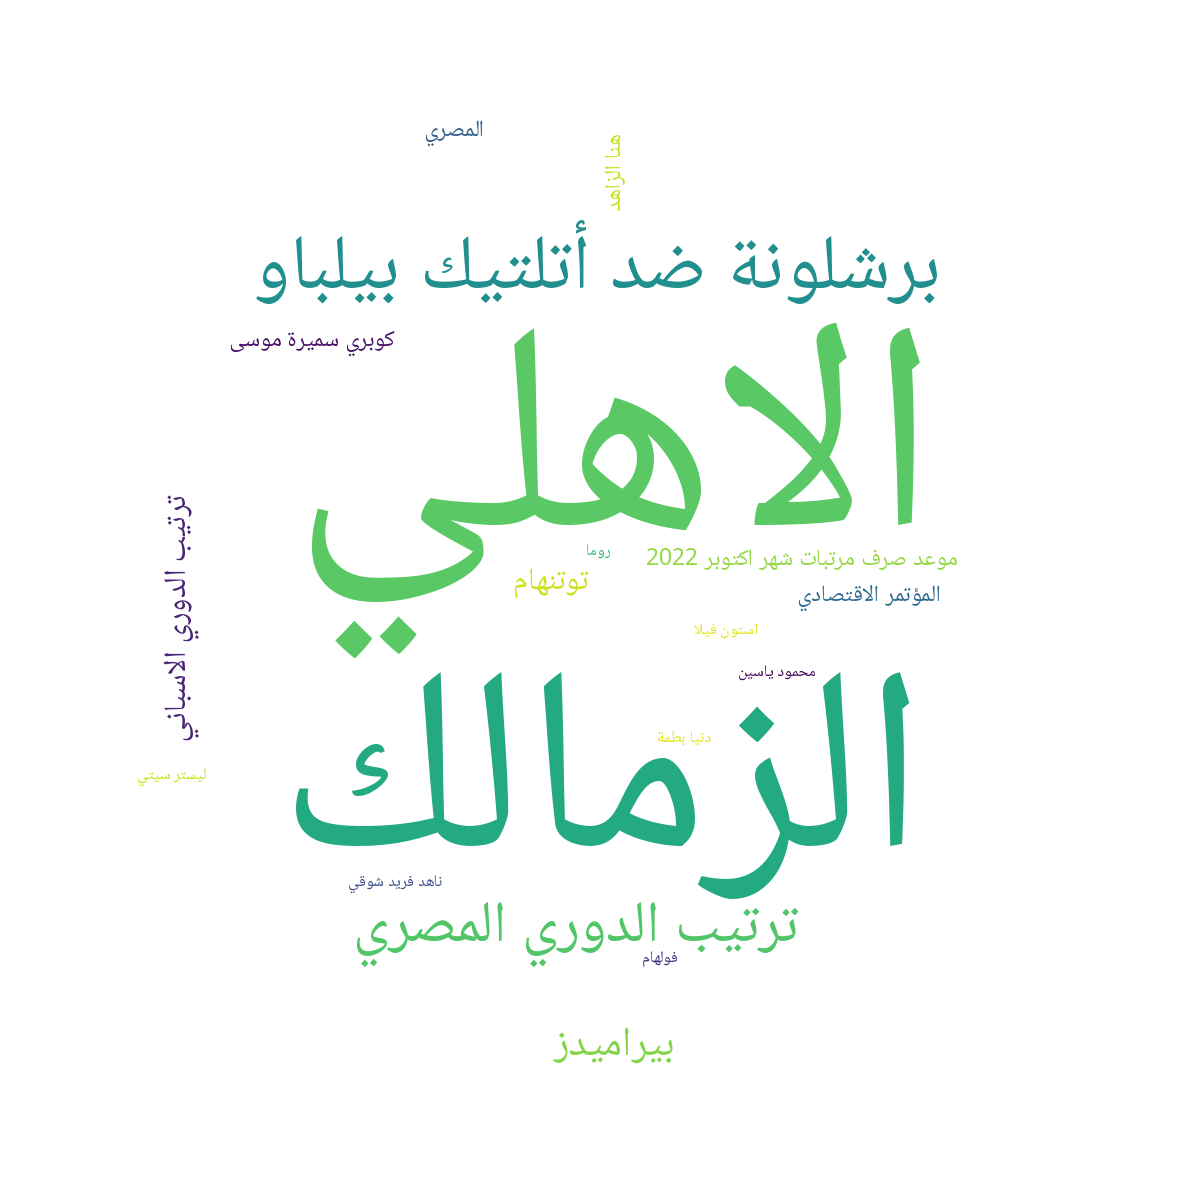 المصري
هنا الزاهد
برشلونة ضد أتلتيك بيلباو
كوبري سميرة موسى
الاهلي
ترتيب الدوري الاسباني
روما
موعد صرف مرتبات شهر اكتوبر 2022
توتنهام
المؤتمر الاقتصادي
استون فيلا
محمود ياسين
الزمالك
دنيا بطمة
ليستر سيتي
ناهد فريد شوقي
ترتيب الدوري المصري
فولهام
بيراميدز